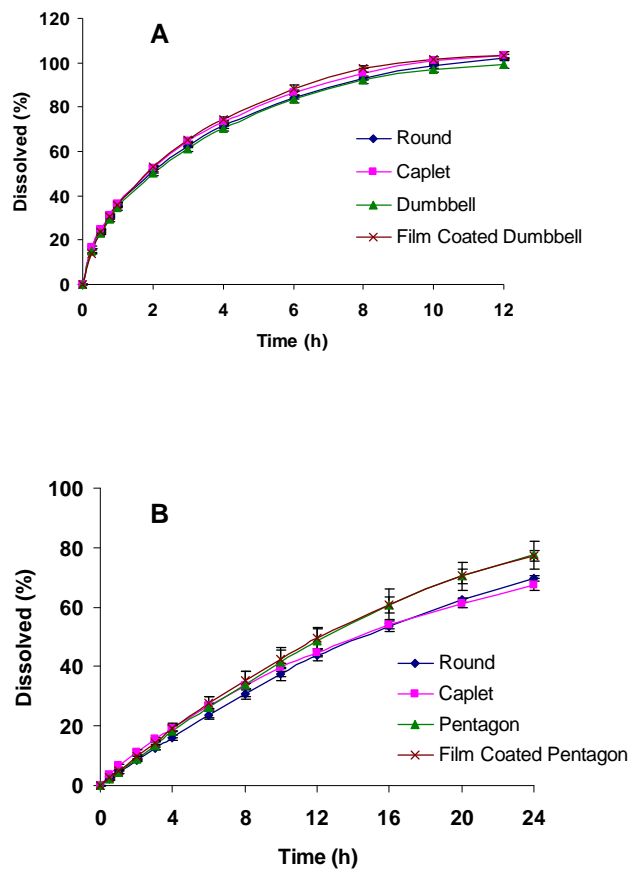 A
120
100
80
60
40
20
0
Dissolved (%)
Round
Caplet
Dumbbell
Film Coated Dumbbell
0 2 4 6 8 10 12
Time (h)
B
100
80
60
40
20
0
Dissolved (%)
Round
Caplet
Pentagon
Film Coated Pentagon
0 4 8 12 16 20 24
Time (h)